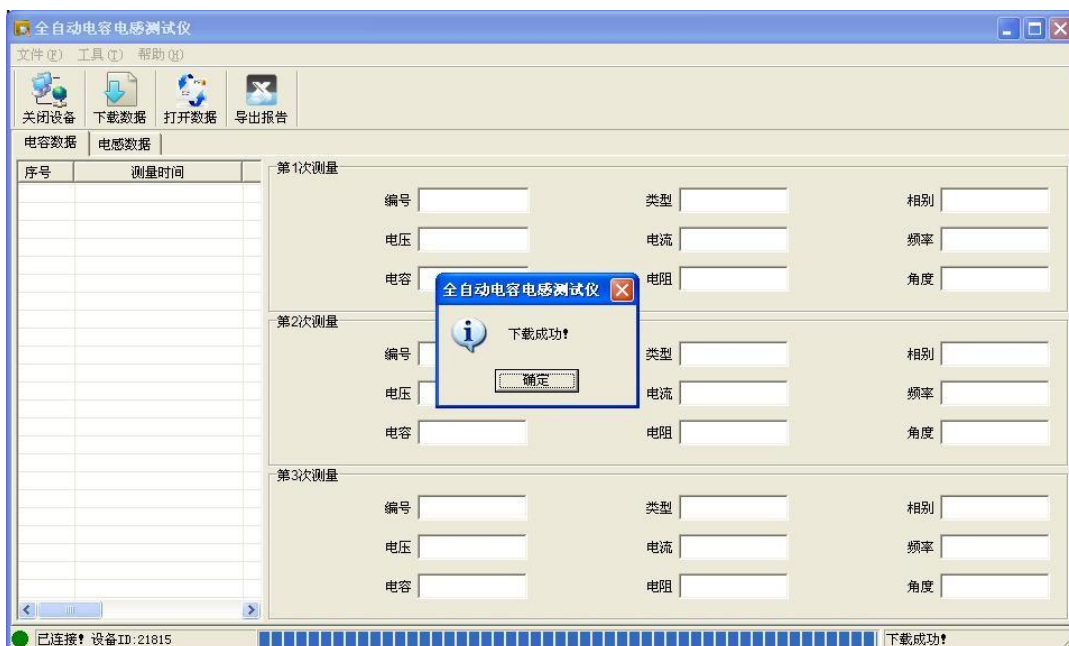 全自动电容电感测试仪
文件(F) 工具(T) 帮助(H)
关闭设备 下载数据 打开数据 导出报告
电容数据 电感数据
序号 测量时间
第1次测量
编号 类型 相别
电压 电流 频率
电容 电阻 角度
全自动电容电感测试仪
下载成功!
确定
第2次测量
编号 类型 相别
电压 电流 频率
电容 电阻 角度
第3次测量
编号 类型 相别
电压 电流 频率
电容 电阻 角度
已连接! 设备ID:21815 下载成功!